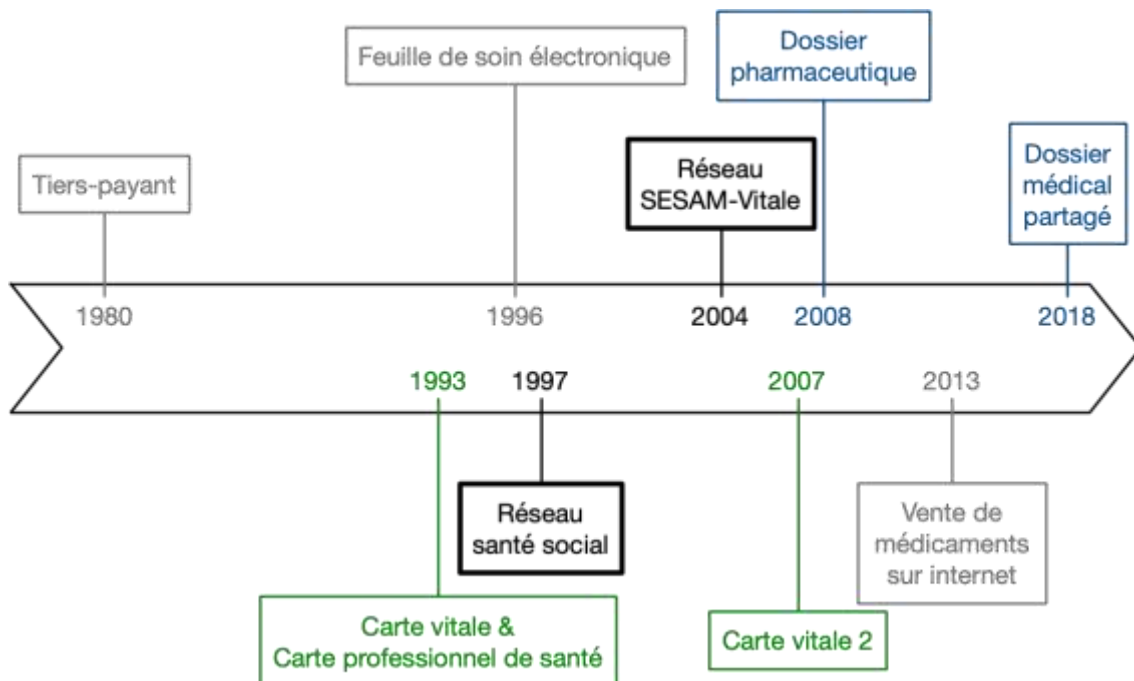 Feuille de soin électronique
Dossier
pharmaceutique
Tiers-payant
Réseau
SESAM-Vitale
Dossier
médical
partagé
1980
1996
2004
2008
2018
1993
1997
2007
2013
Réseau
santé social
Vente de
médicaments
sur internet
Carte vitale &
Carte professionnel de santé
Carte vitale 2